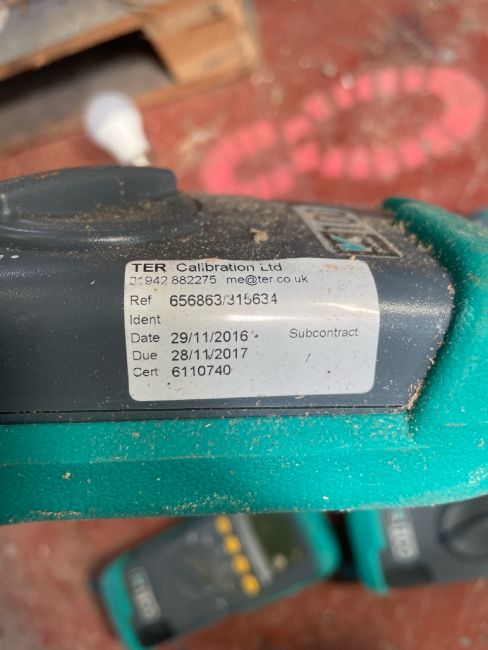 TER Calibration Ltd
01942 882275 me@ter.co.uk
Ref 656863/315634
Ident
Date 29/11/2016 Subcontract
Due 28/11/2017
Cert 6110740